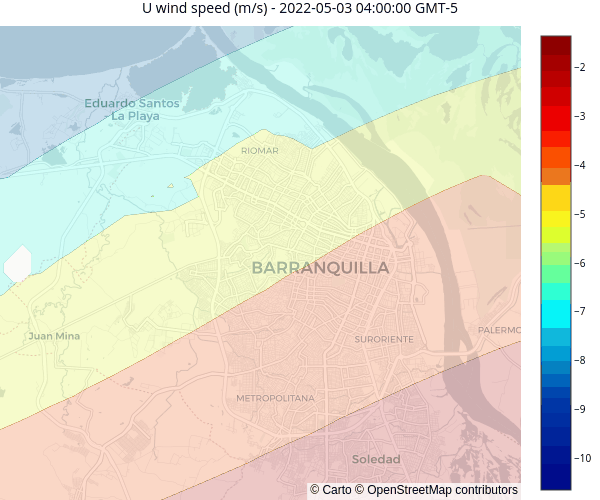 U wind speed (m/s) - 2022-05-03 04:00:00 GMT-5
Eduardo Santos
La Playa
RIOMAR
BARRANQUILLA
Juan Mina
SURORIENTE
PALERMO
METROPOLITANA
Soledad
© Carto © OpenStreetMap contributors
−2
−3
−4
−5
−6
−7
−8
−9
−10